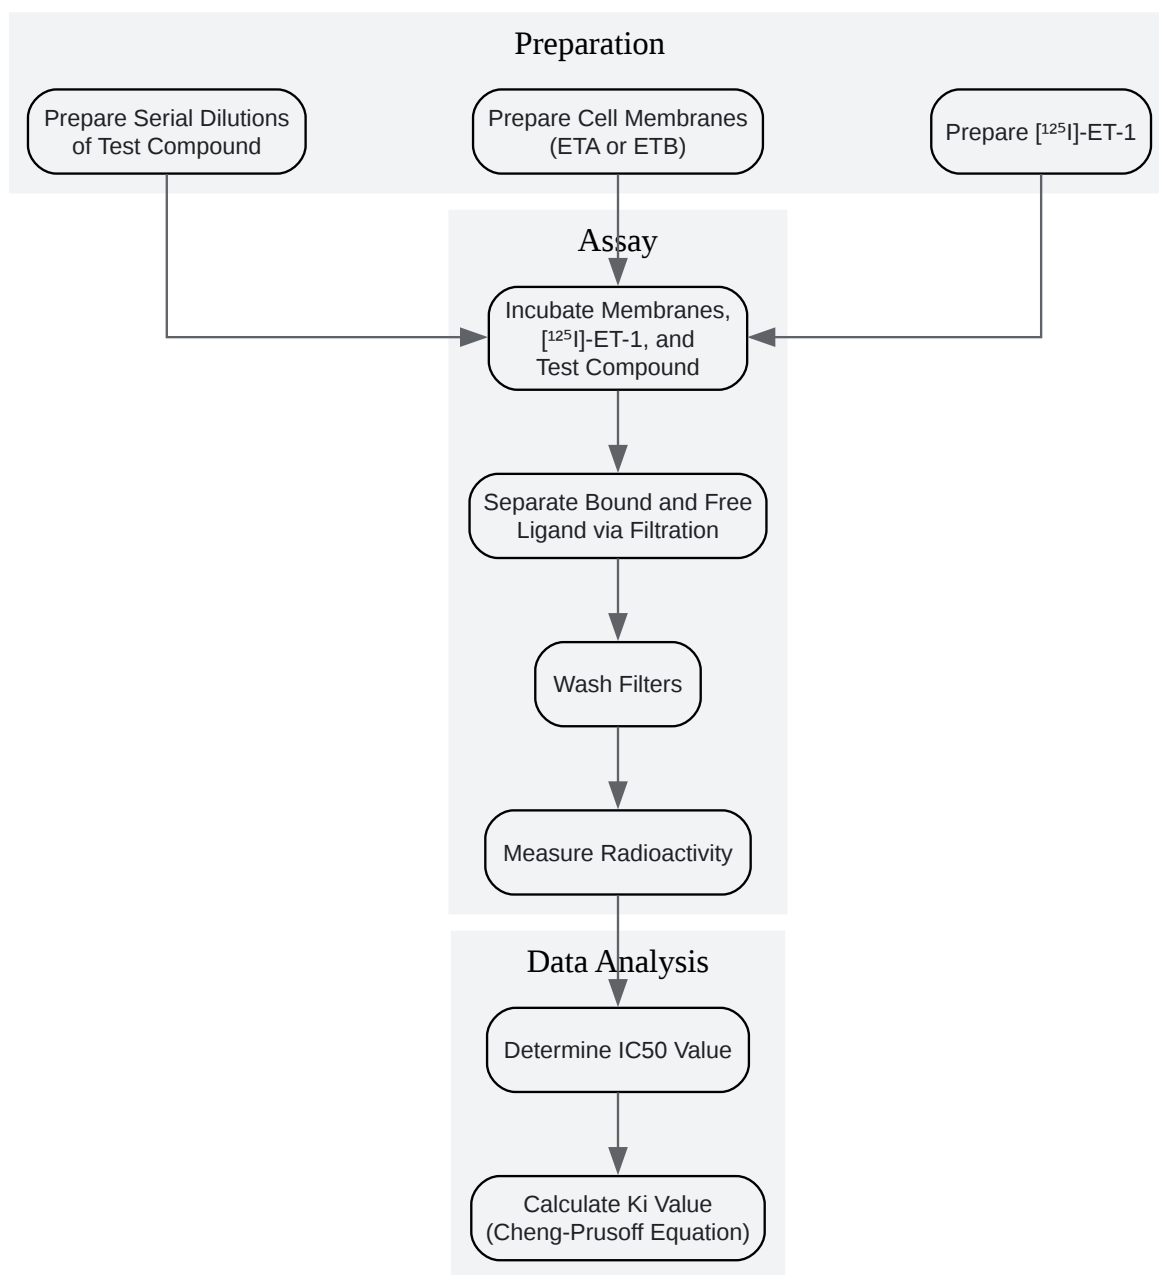 Preparation
Prepare Serial Dilutions
of Test Compound
Prepare Cell Membranes
(ETA or ETB)
Prepare [¹²⁵I]-ET-1
Assay
Incubate Membranes,
[¹²⁵I]-ET-1, and
Test Compound
Separate Bound and Free
Ligand via Filtration
Wash Filters
Measure Radioactivity
Data Analysis
Determine IC50 Value
Calculate Ki Value
(Cheng-Prusoff Equation)